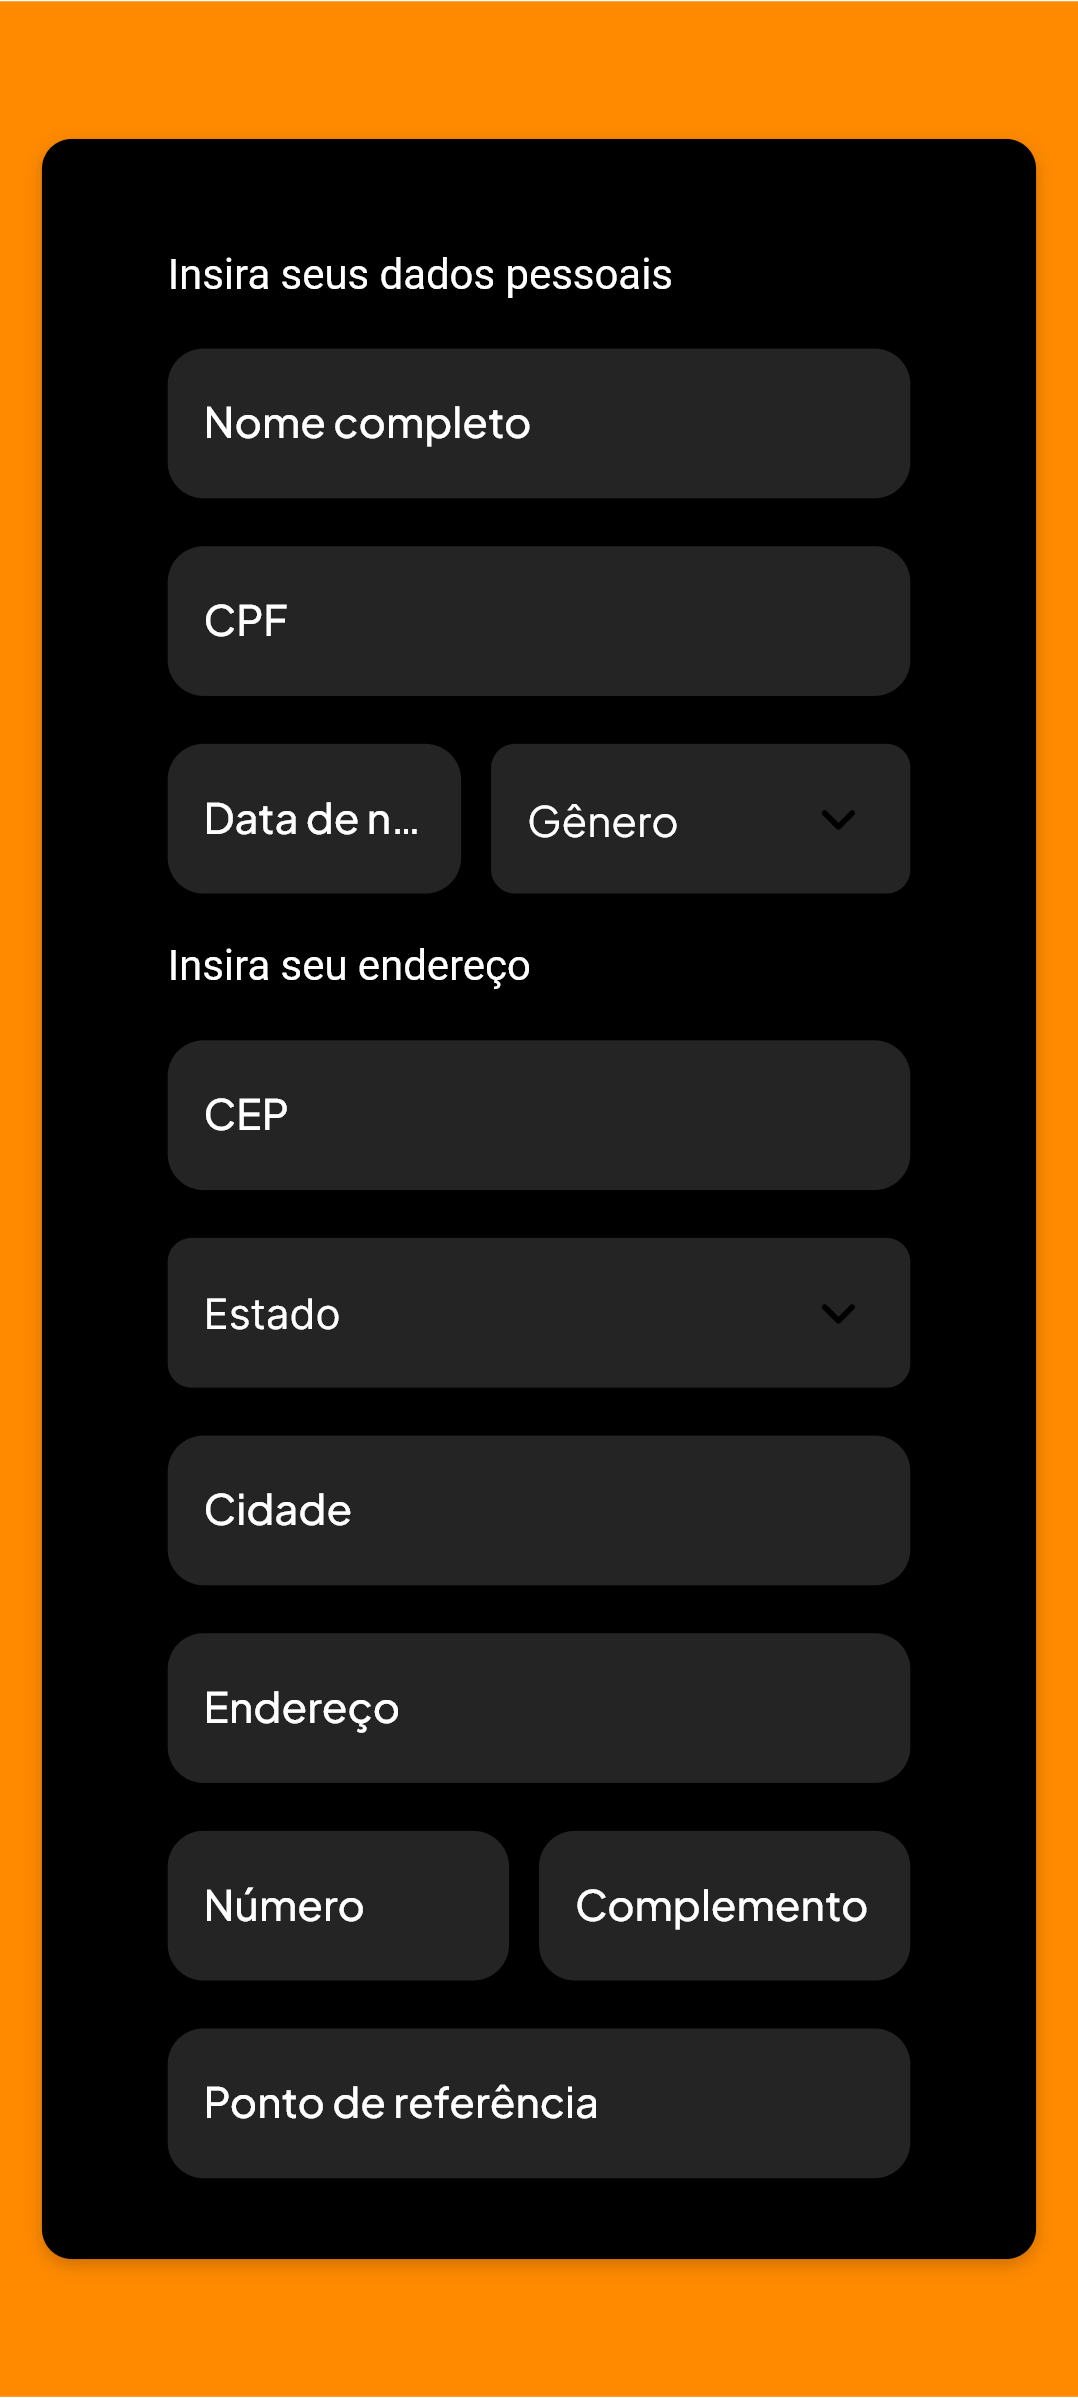 Insira seus dados pessoais
Nome completo
CPF
Data de n...
Gênero
Insira seu endereço
CEP
Estado
Cidade
Endereço
Número
Complemento
Ponto de referência